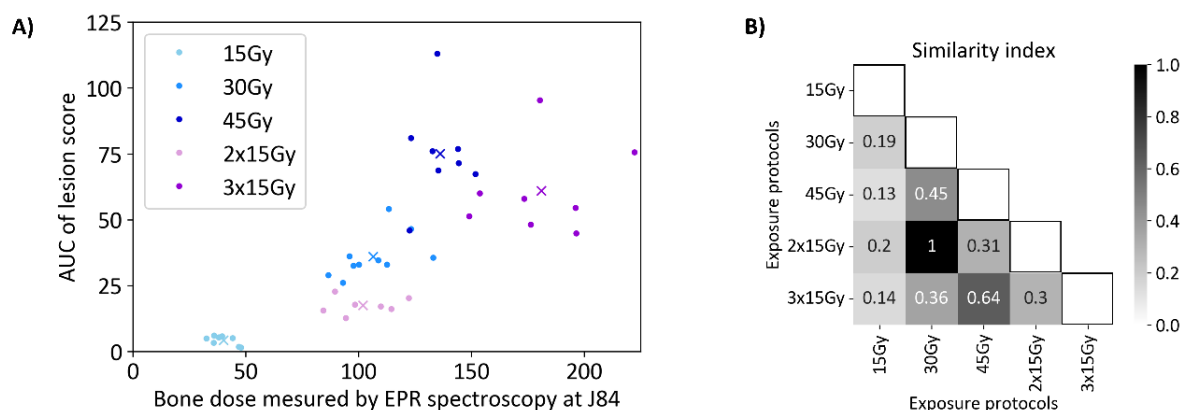 A)
AUC of lesion score
125
100
75
50
25
0
15Gy
30Gy
45Gy
2x15Gy
3x15Gy
0 50 100 150 200
Bone dose mesured by EPR spectroscopy at J84
B)
Similarity index
Exposure protocols
15Gy
30Gy 0.19
45Gy 0.13 0.45
2x15Gy 0.2 1 0.31
3x15Gy 0.14 0.36 0.64 0.3
15Gy 30Gy 45Gy 2x15Gy 3x15Gy
Exposure protocols
1.0
0.8
0.6
0.4
0.2
0.0